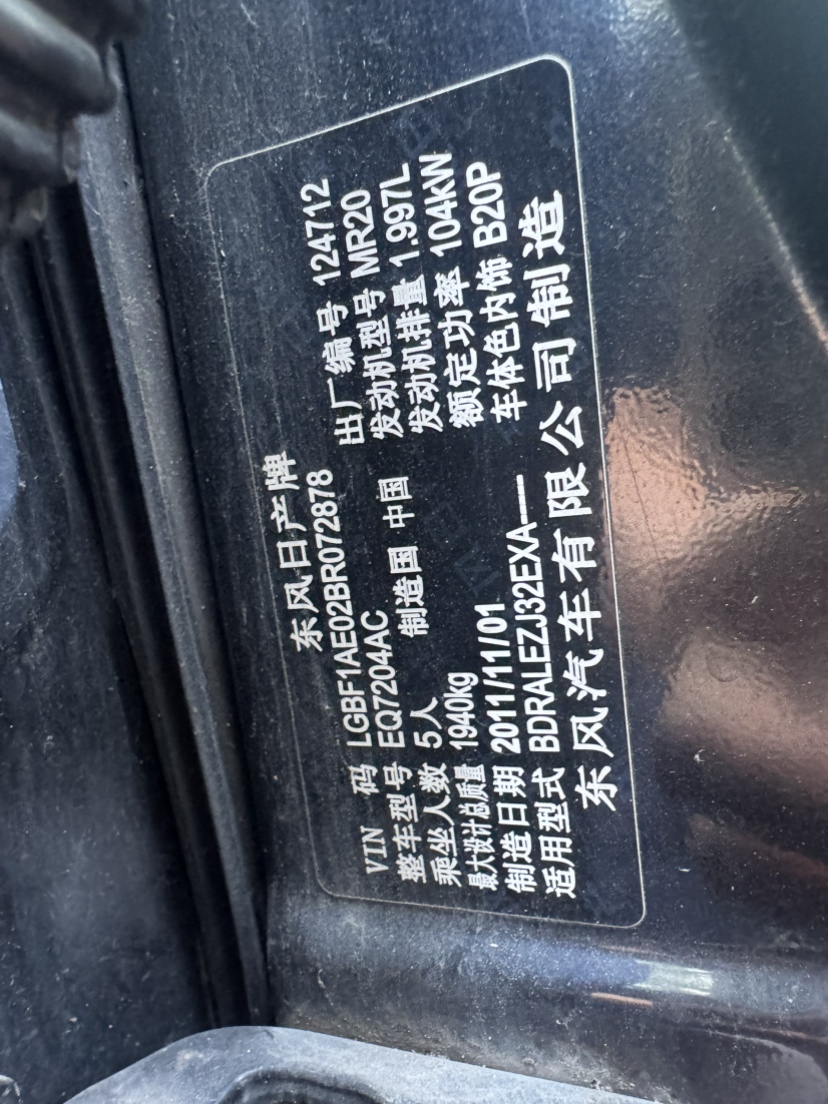 东风日产牌
VIN 码 LGBF1AE02BR072878 出厂编号 124712
整车型号 EQ7204AC 发动机型号 MR20
乘坐人数 5人 制造国 中国 发动机排量 1.997L
最大设计总质量 1940kg 额定功率 104kW
制造日期 2011/11/01 车体色内饰 B20P
适用型式 BDRALEZJ32EXA—
东风汽车有限公司制造